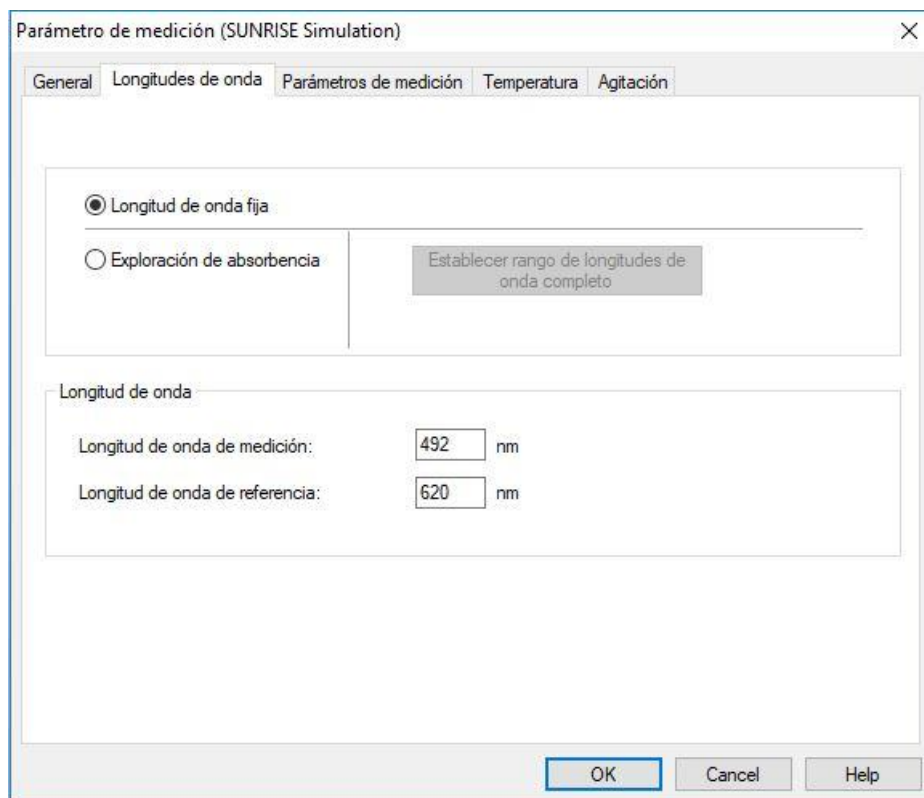 Parámetro de medición (SUNRISE Simulation)
General Longitudes de onda Parámetros de medición Temperatura Agitación
Longitud de onda fija
Exploración de absorbencia
Establecer rango de longitudes de
onda completo
Longitud de onda
Longitud de onda de medición: 492 nm
Longitud de onda de referencia: 620 nm
OK Cancel Help